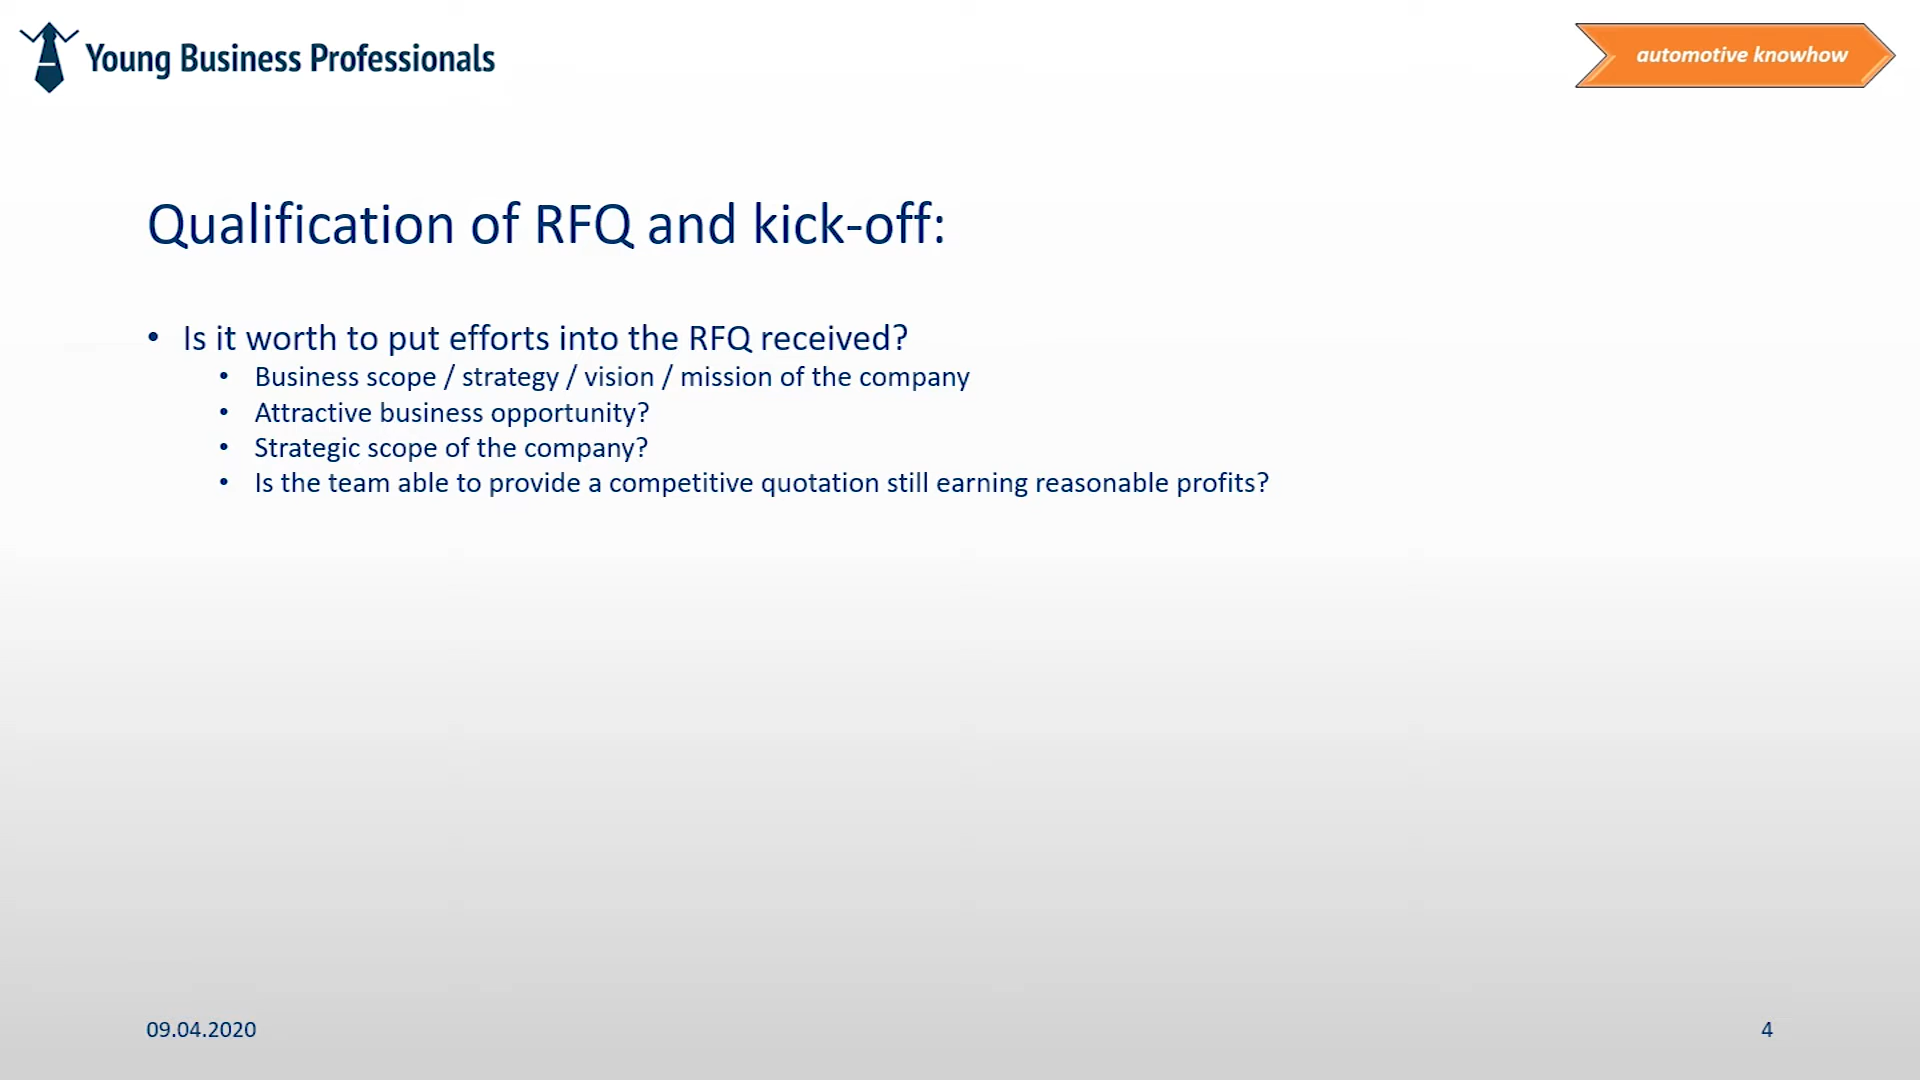 Young Business Professionals
automotive knowhow
Qualification of RFQ and kick-off:
• Is it worth to put efforts into the RFQ received?
• Business scope / strategy / vision / mission of the company
• Attractive business opportunity?
• Strategic scope of the company?
• Is the team able to provide a competitive quotation still earning reasonable profits?
09.04.2020
4